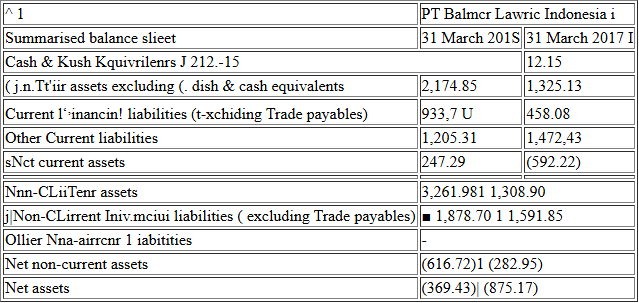 ^ 1 PT Balmcr Lawric Indonesia i
Summarised balance slieet 31 March 201S 31 March 2017 I
Cash & Kush Kquivrilenrs J 212.-15 12.15
( j.n.Tt'iir assets excluding (. dish & cash equivalents 2,174.85 1,325.13
Current l‘›inancin! liabilities (t-xchiding Trade payables) 933,7 U 458.08
Other Current liabilities 1,205.31 1,472,43
sNct current assets 247.29 (592.22)
Nnn-CLiiTenr assets 3,261.981 1,308.90
j|Non-CLirrent Iniv.mciui liabilities ( excluding Trade payables) ■ 1,878.70 1 1,591.85
Ollier Nna-airrcnr 1 iabitities -
Net non-current assets (616.72)1 (282.95)
Net assets (369.43)| (875.17)